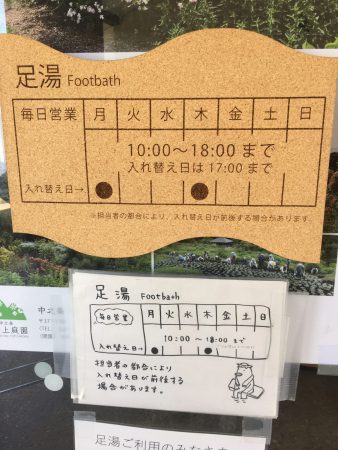 足湯 Footbath
毎日営業 月 火 水 木 金 土 日
10:00～18:00 まで
入れ替え日は 17:00 まで
入れ替え日→
※担当者の都合により、入れ替え日が前後する場合があります。
足湯 Footbath
毎日営業 月 火 水 木 金 土 日
10:00 ～ 18:00 まで
入れ替え日→
担当者の都合により
入れ替え日が前後する
場合があります。
足湯ご利用のみなさま